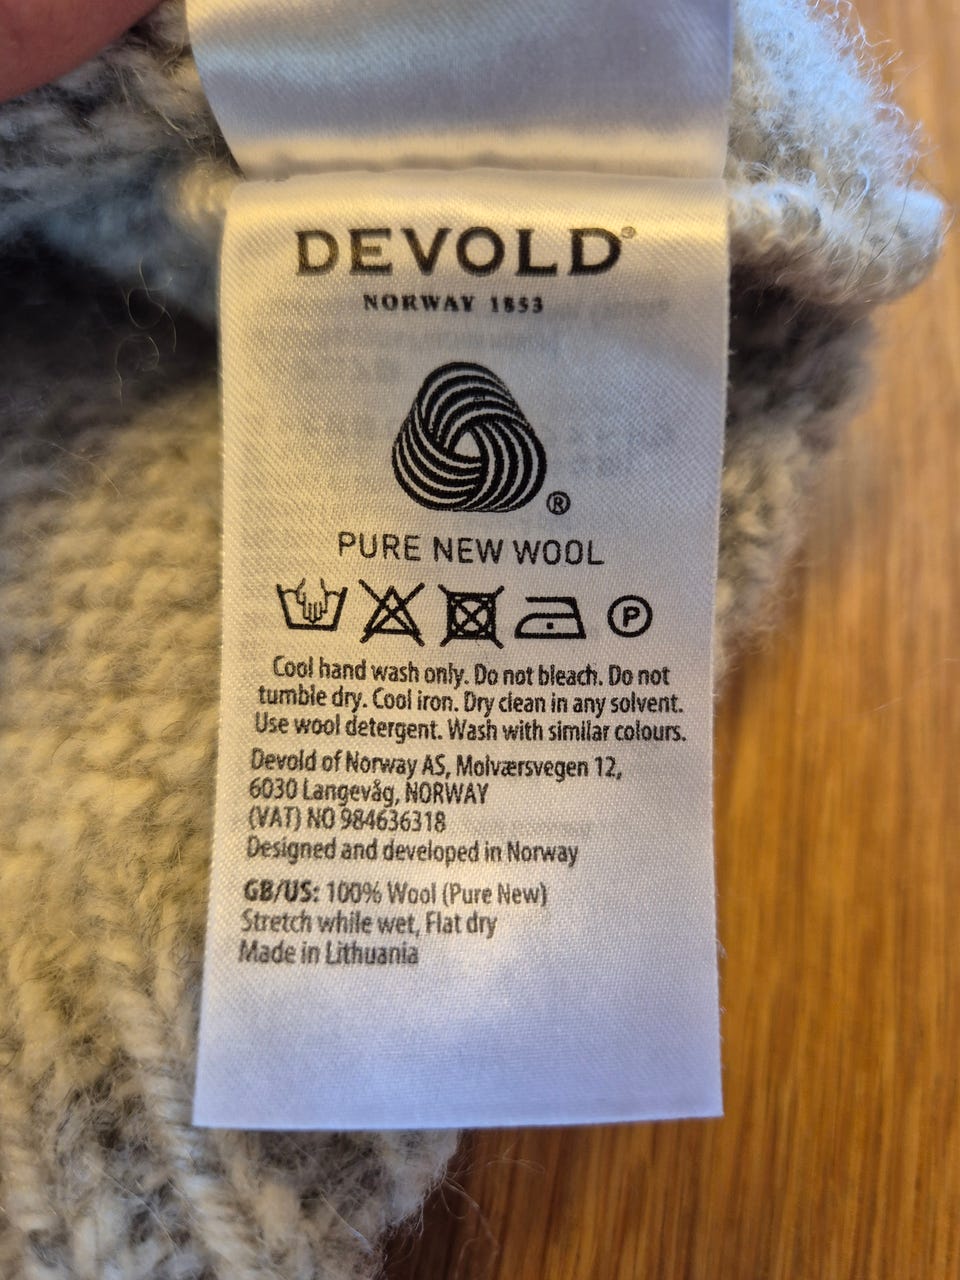 DEVOLD®
NORWAY 1853
®
PURE NEW WOOL
P
Cool hand wash only. Do not bleach. Do not
tumble dry. Cool iron. Dry clean in any solvent.
Use wool detergent. Wash with similar colours.
Devold of Norway AS, Molværsvegen 12,
6030 Langevåg, NORWAY
(VAT) NO 984636318
Designed and developed in Norway
GB/US: 100% Wool (Pure New)
Stretch while wet, Flat dry
Made in Lithuania